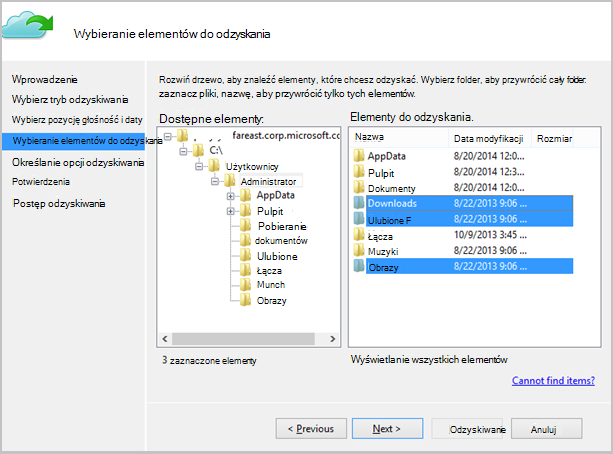 Wybieranie elementów do odzyskania
Wprowadzenie
Wybierz tryb odzyskiwania
Wybierz pozycję głośność i daty
Wybieranie elementów do odzyskania
Określanie opcji odzyskiwania
Potwierdzenia
Postęp odzyskiwania
Rozwiń drzewo, aby znaleźć elementy, które chcesz odzyskać. Wybierz folder, aby przywrócić cały folder.
zaznacz pliki, nazwę, aby przywrócić tylko tych elementów.
Dostępne elementy:
fareast.corp.microsoft.co
C:\
Użytkownicy
Administrator
AppData
Pulpit
Pobieranie
dokumentów
Ulubione
Łącza
Munch
Obrazy
3 zaznaczone elementy
Elementy do odzyskania.
Nazwa Data modyfikacji Rozmiar
AppData 8/20/2014 12:0...
Pulpit 8/20/2014 12:3...
Dokumenty 8/20/2014 12:0...
Downloads 8/22/2013 9:06 ...
Ulubione F 8/22/2013 9:06 ...
Łącza 10/9/2013 3:45 ...
Muzyki 8/22/2013 9:06 ...
Obrazy 8/22/2013 9:06 ...
Wyświetlanie wszystkich elementów
Cannot find items?
< Previous Next > Odzyskiwanie Anuluj